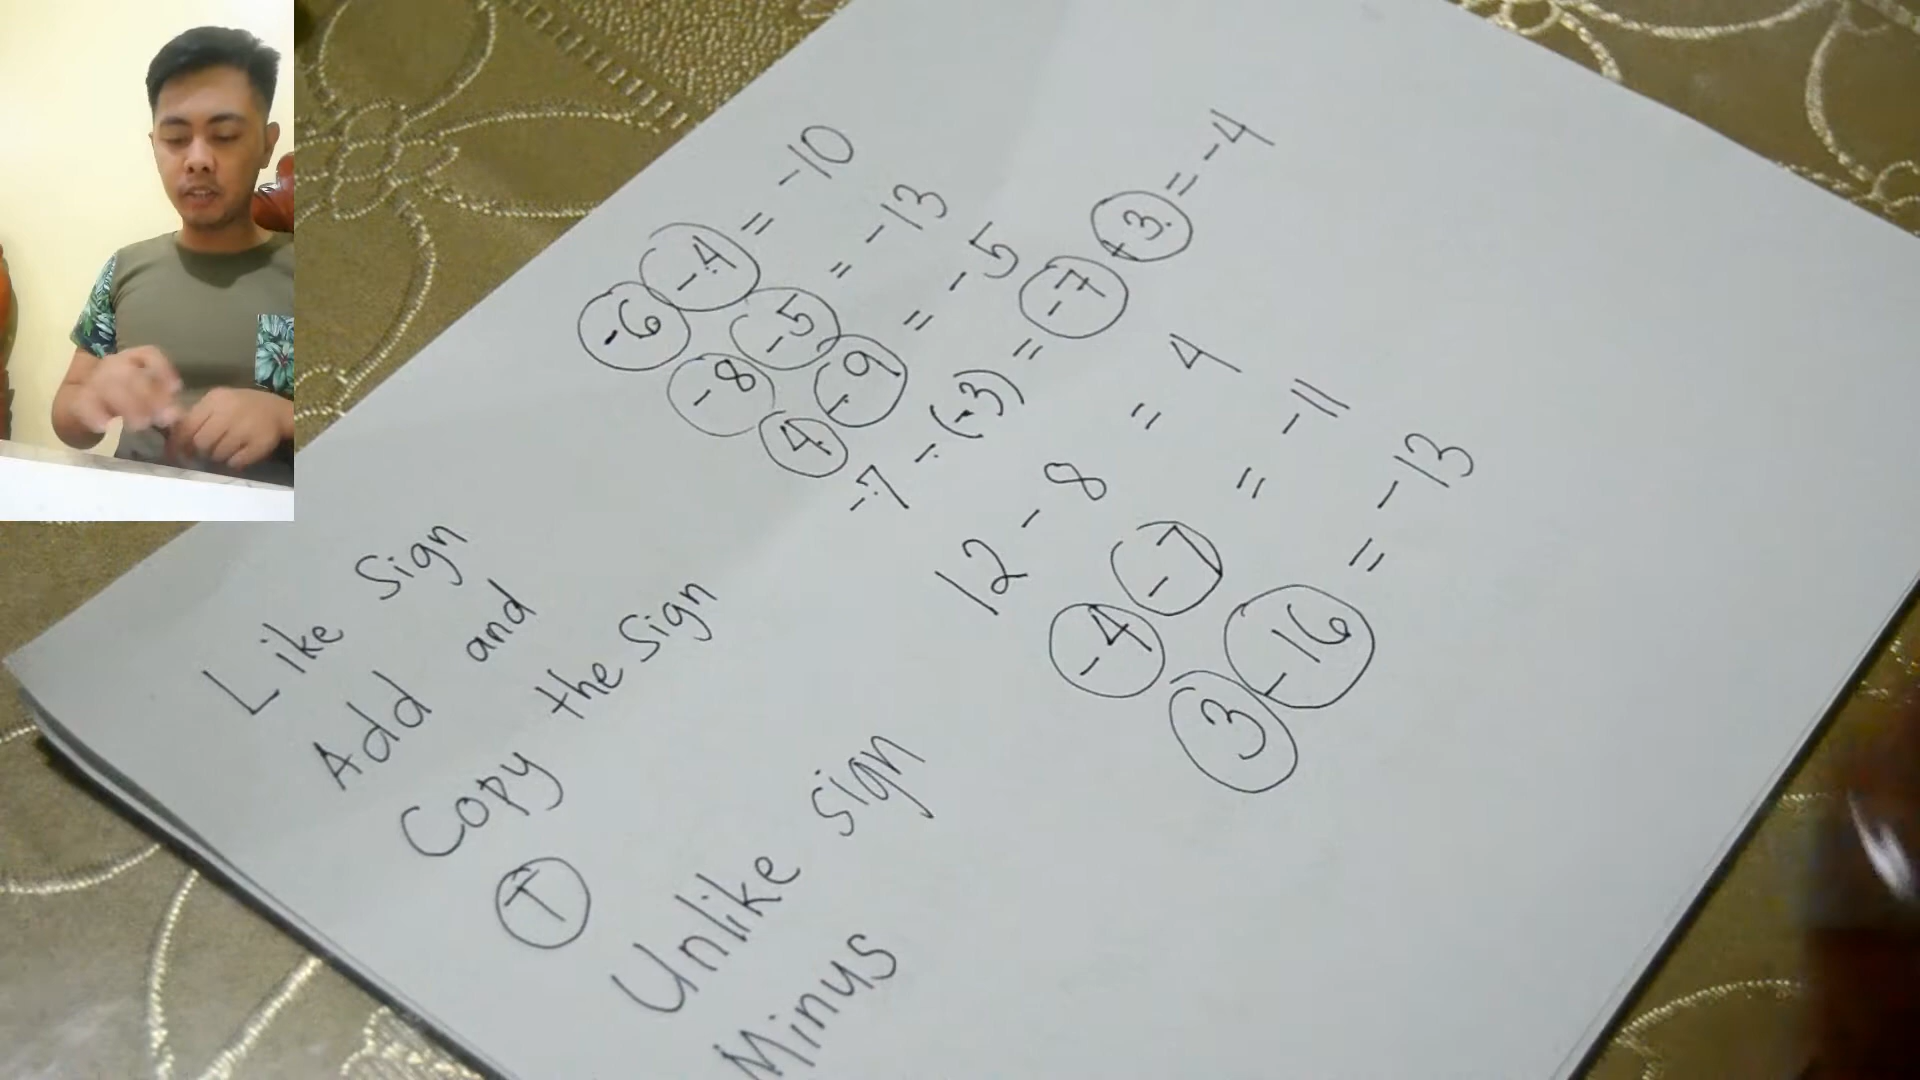 -6 -4 = -10
-8 -5 = -13
4 -9 = -5
-7 - (-3) = -7 +3 = -4
12 - 8 = 4
-4 -7 = -11
3 -16 = -13
Like Sign
Add and
Copy the Sign
+
Unlike sign
Minus